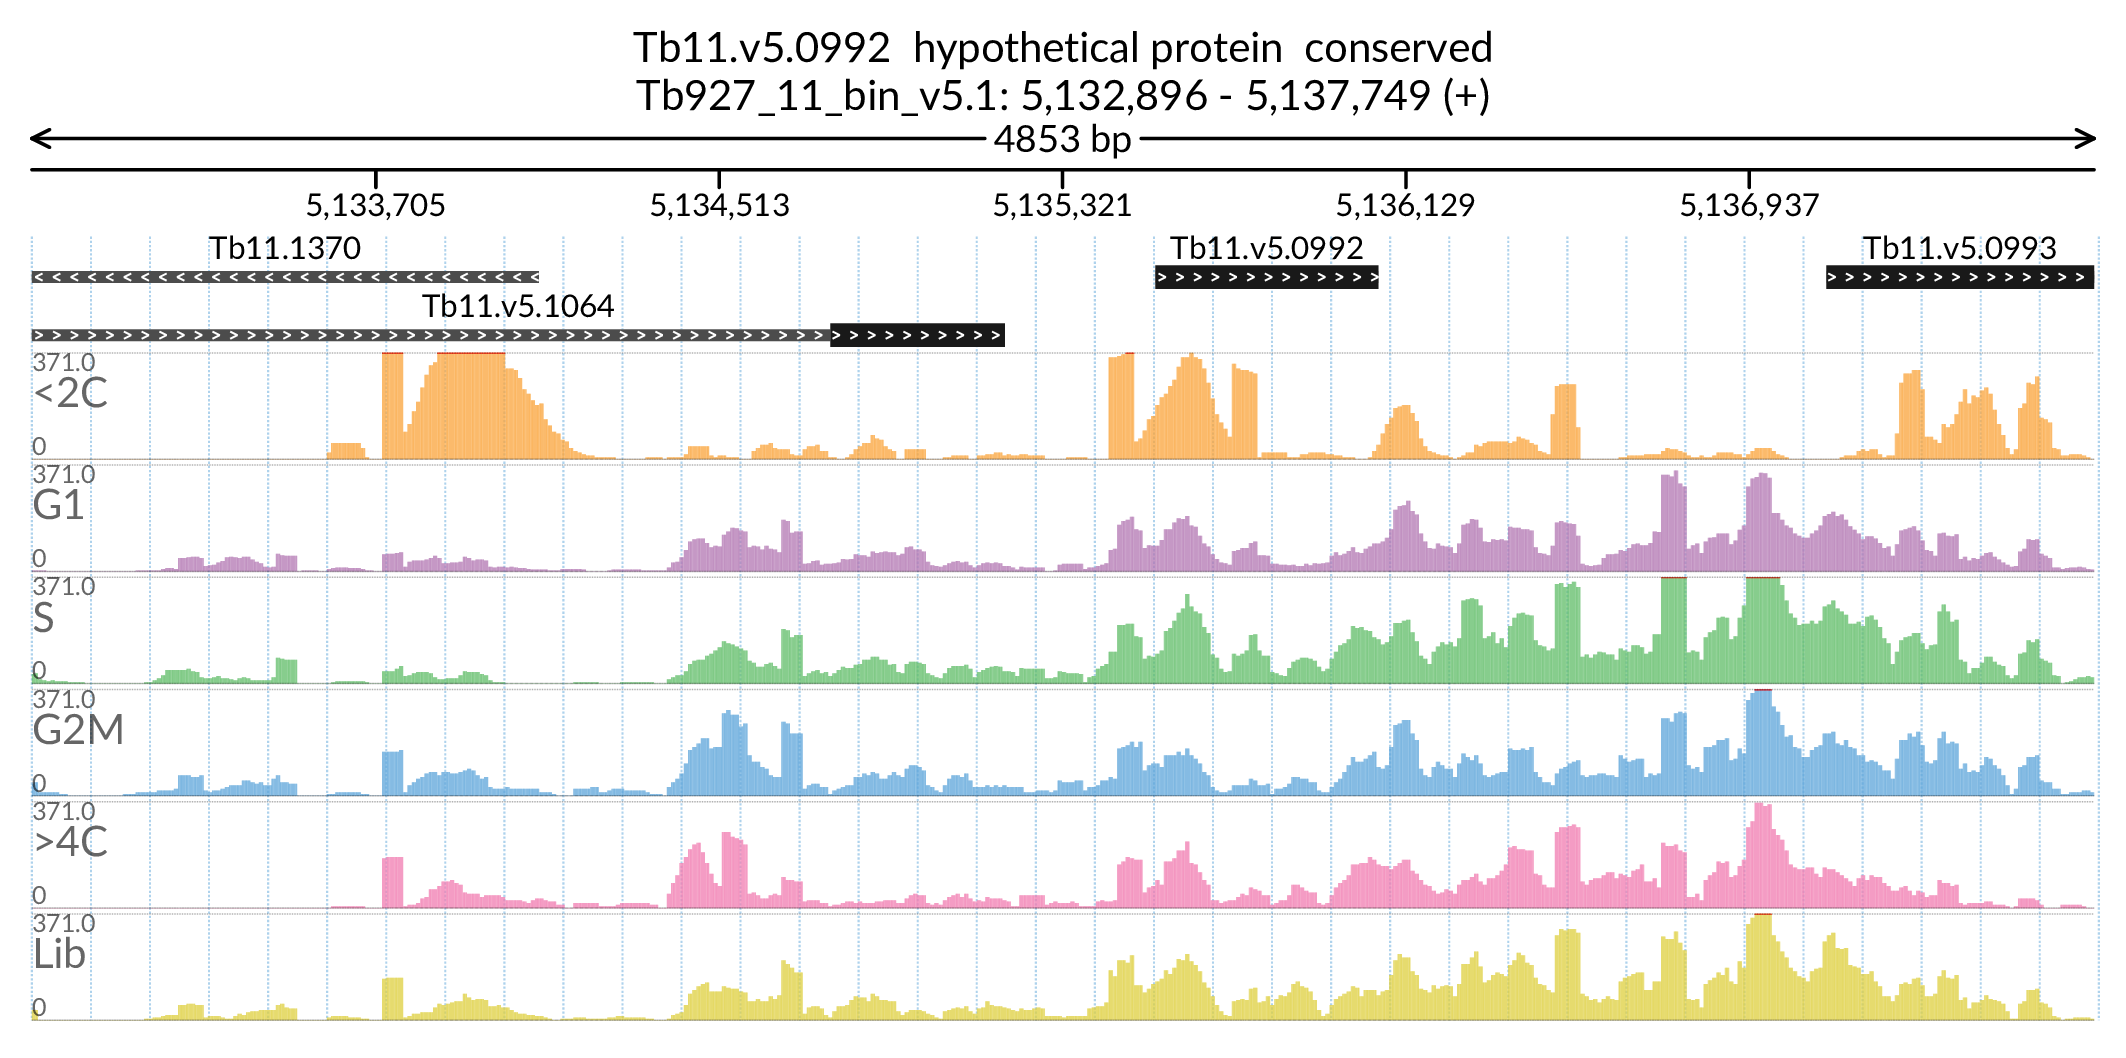 Tb11.v5.0992 hypothetical protein conserved
Tb927_11_bin_v5.1: 5,132,896 - 5,137,749 (+)
4853 bp
5,133,705 5,134,513 5,135,321 5,136,129 5,136,937
Tb11.1370 Tb11.v5.0992 Tb11.v5.0993
Tb11.v5.1064
371.0
<2C
0
371.0
G1
0
371.0
S
0
371.0
G2M
0
371.0
>4C
0
371.0
Lib
0